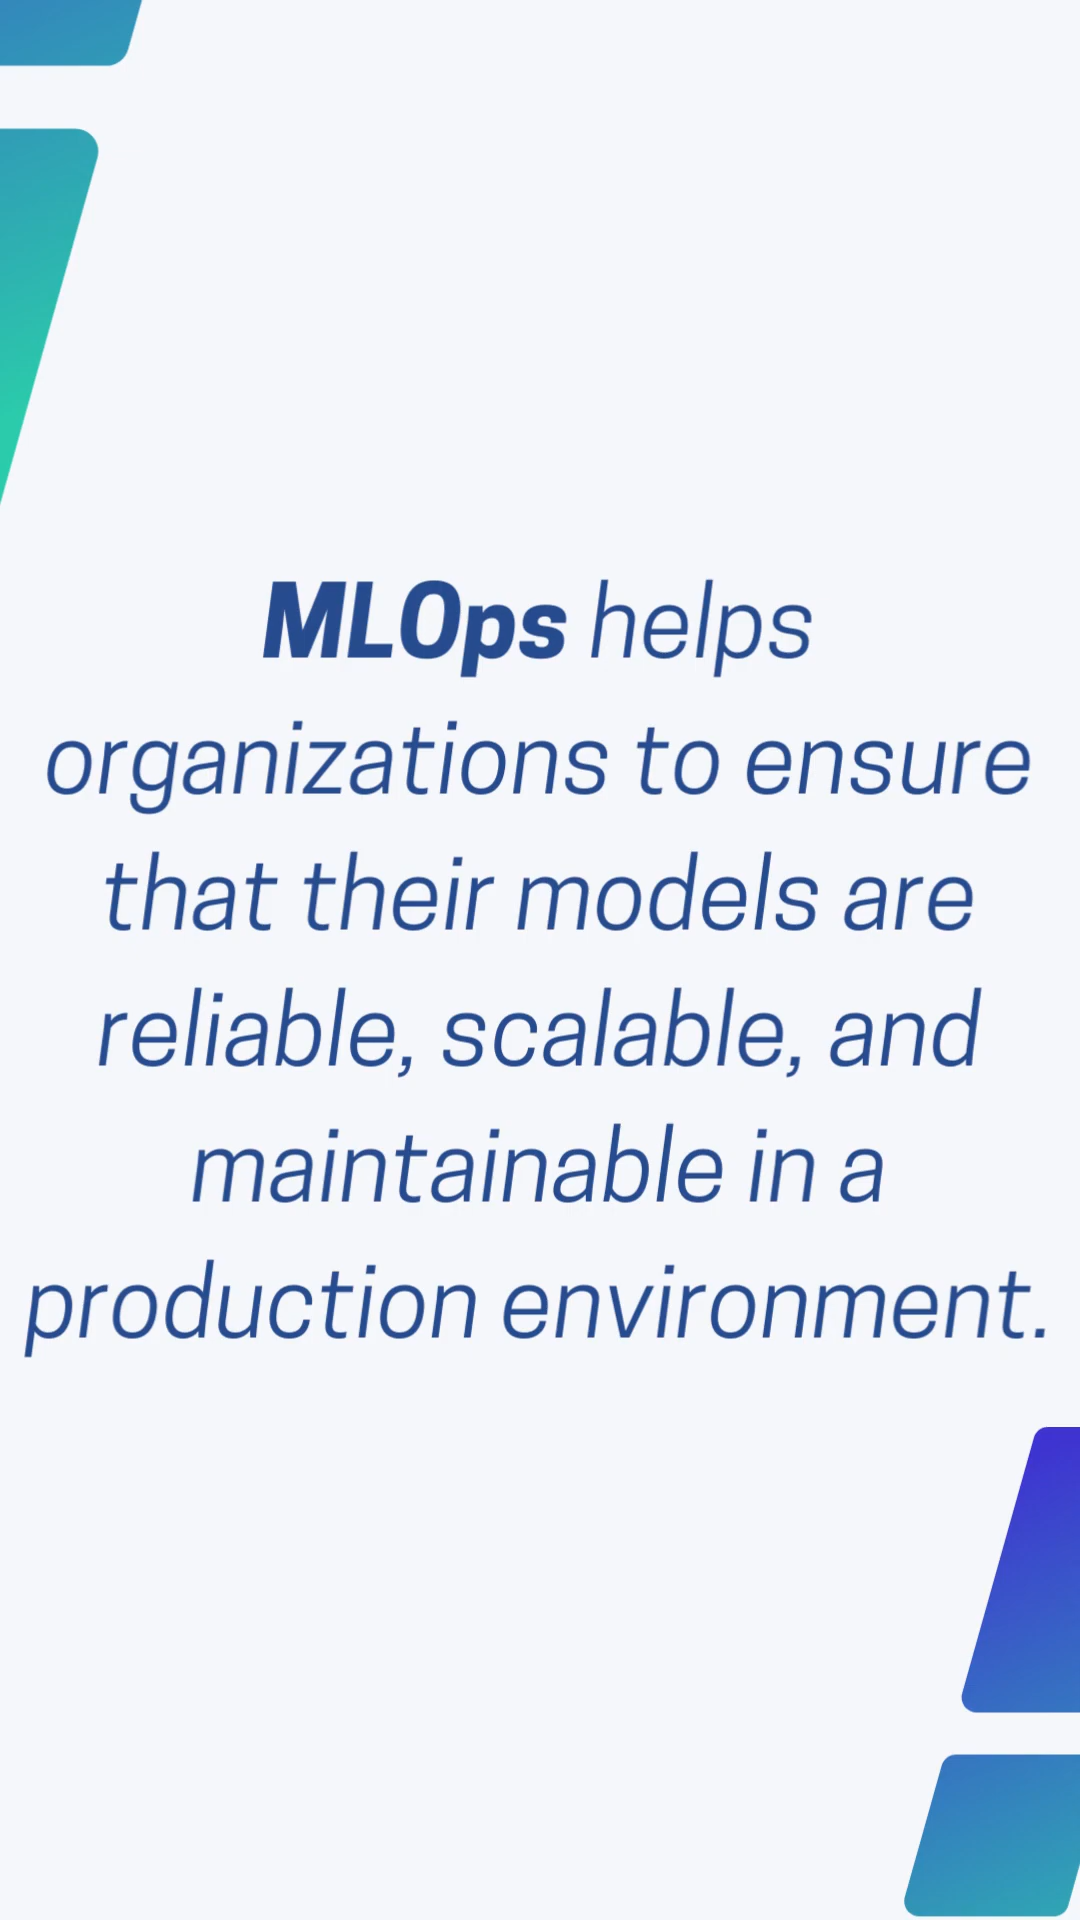 MLOps helps
organizations to ensure
that their models are
reliable, scalable, and
maintainable in a
production environment.